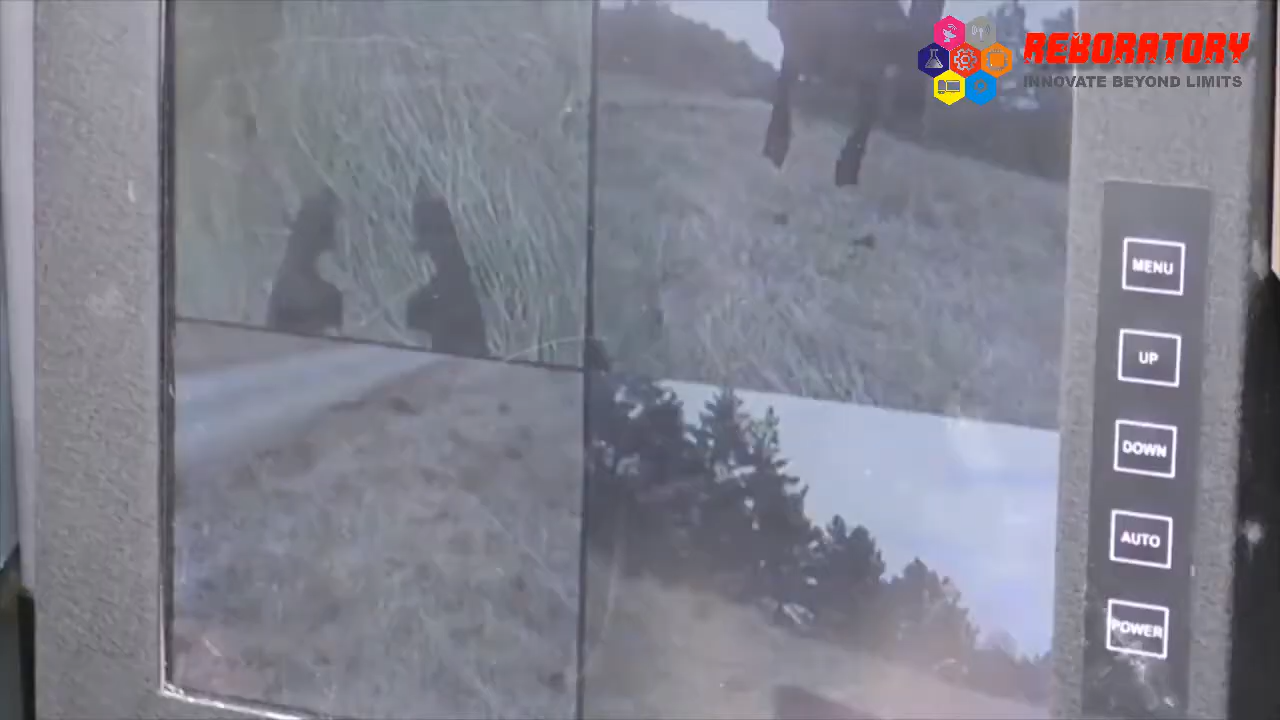 REBORATORY
INNOVATE BEYOND LIMITS
MENU
UP
DOWN
AUTO
POWER